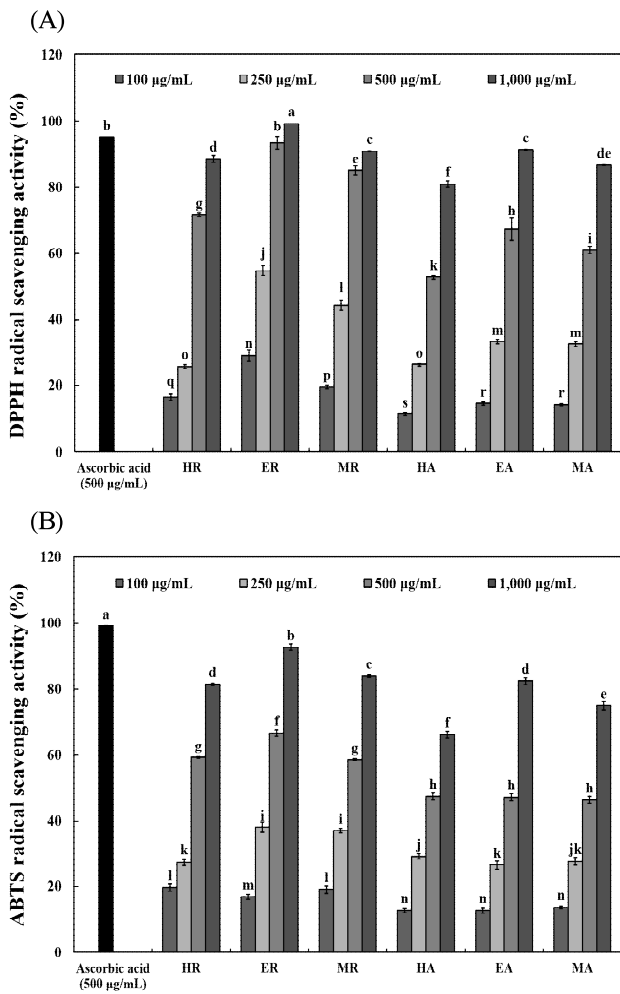 (A)
DPPH radical scavenging activity (%)
120
100
80
60
40
20
0
100 µg/mL 250 µg/mL 500 µg/mL 1,000 µg/mL
b
q o g d
n j b a
p l e c
s o k f
r m h c
r m i de
Ascorbic acid
(500 µg/mL)
HR ER MR HA EA MA
(B)
ABTS radical scavenging activity (%)
120
100
80
60
40
20
0
100 µg/mL 250 µg/mL 500 µg/mL 1,000 µg/mL
a
l k g d
m i f b
l i g c
n j h f
n k h d
n jk h e
Ascorbic acid
(500 µg/mL)
HR ER MR HA EA MA